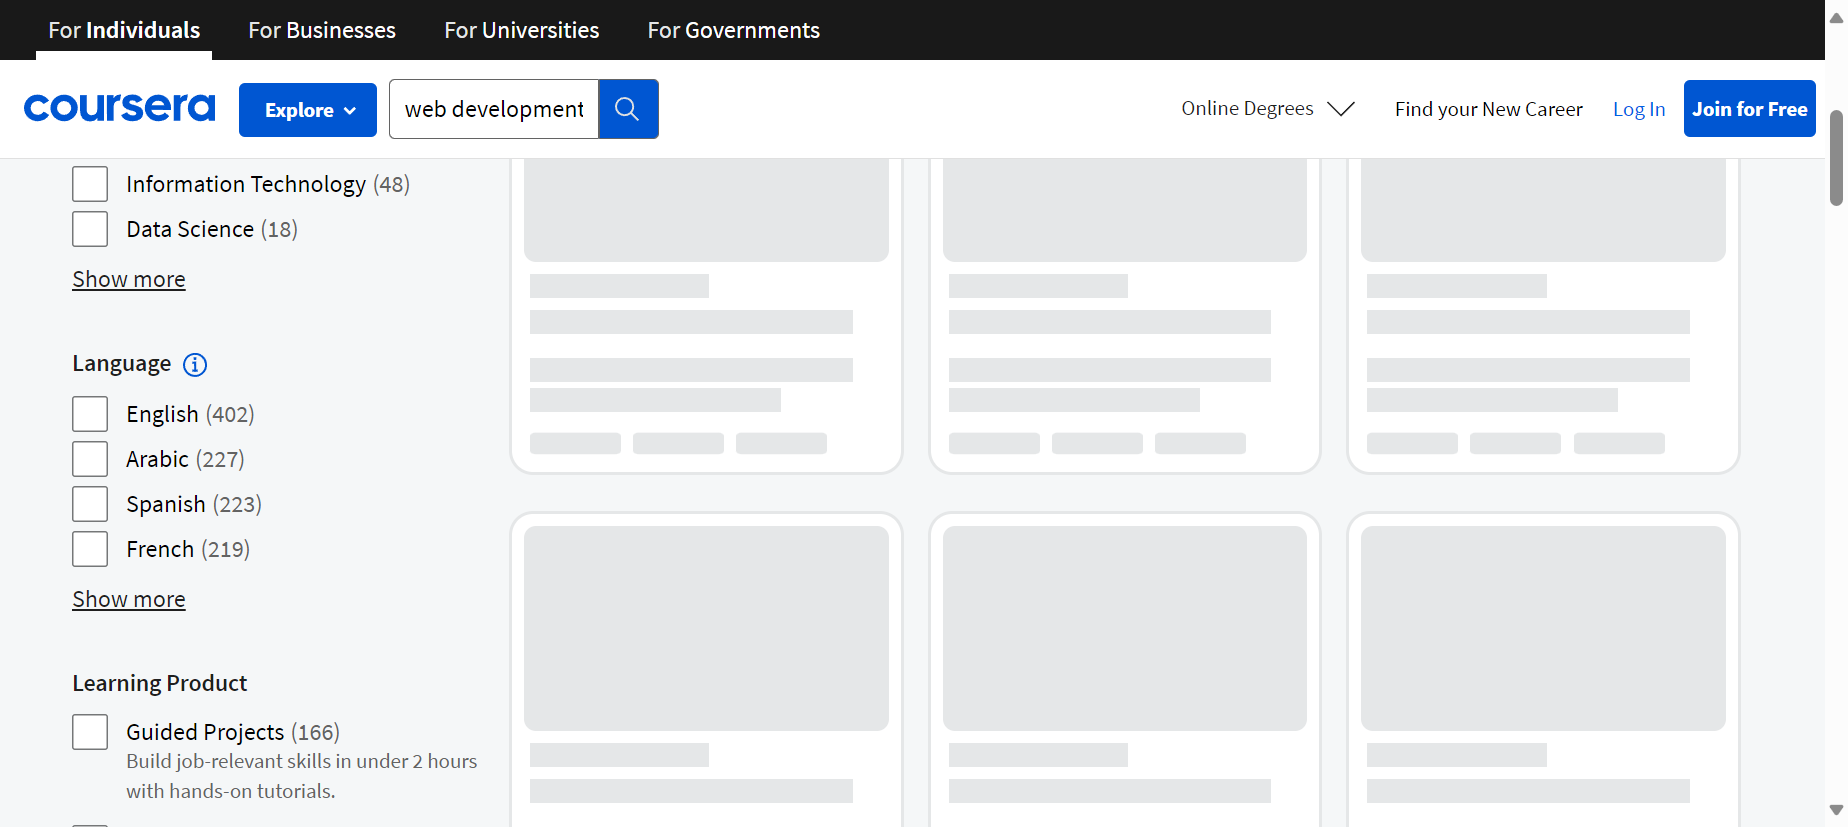 For Individuals For Businesses For Universities For Governments
coursera Explore web development Online Degrees Find your New Career Log In Join for Free
Information Technology (48)
Data Science (18)
Show more
Language
English (402)
Arabic (227)
Spanish (223)
French (219)
Show more
Learning Product
Guided Projects (166)
Build job-relevant skills in under 2 hours
with hands-on tutorials.